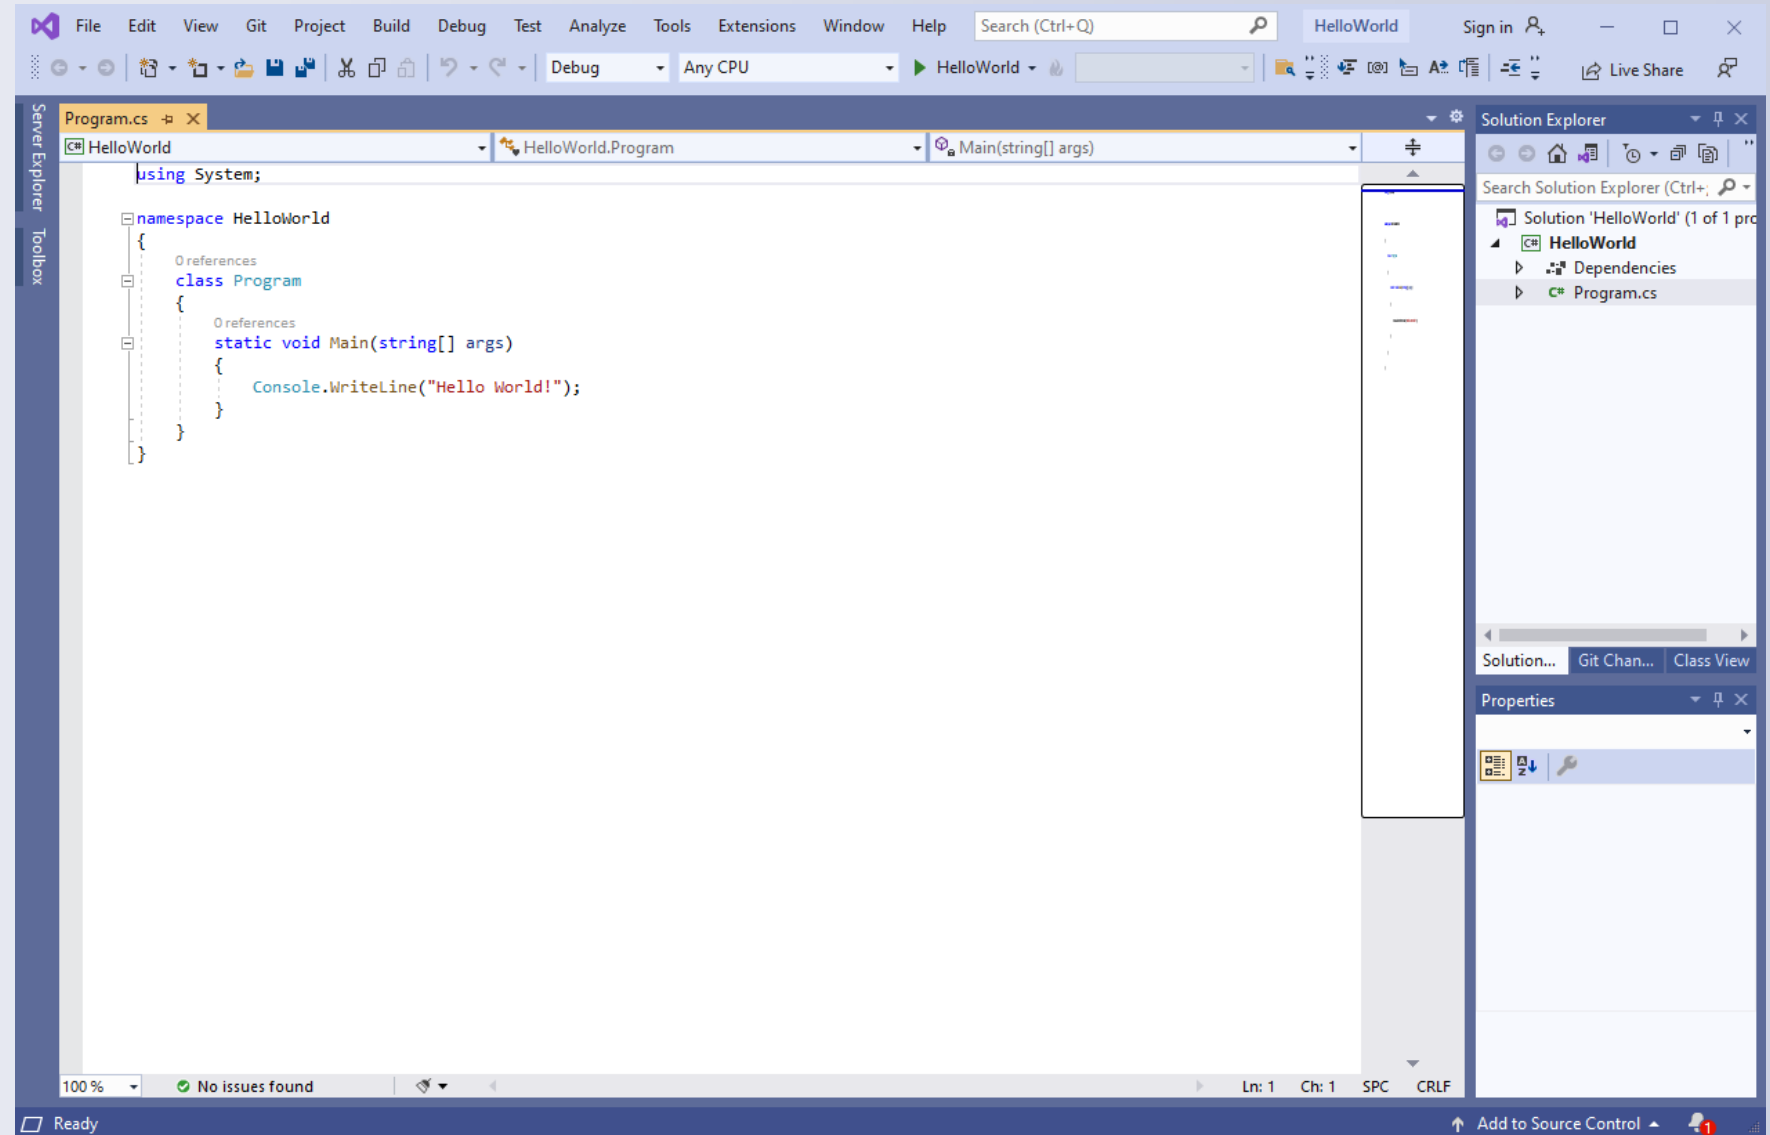 File Edit View Git Project Build Debug Test Analyze Tools Extensions Window Help Search (Ctrl+Q) HelloWorld Sign in
Debug Any CPU HelloWorld Live Share
Server Explorer
Toolbox
Program.cs
HelloWorld HelloWorld.Program Main(string[] args)
using System;
namespace HelloWorld
{
0 references
class Program
{
0 references
static void Main(string[] args)
{
Console.WriteLine("Hello World!");
}
}
}
100 % No issues found Ln: 1 Ch: 1 SPC CRLF
Solution Explorer
Search Solution Explorer (Ctrl+;
Solution 'HelloWorld' (1 of 1 pro
C# HelloWorld
Dependencies
C# Program.cs
Solution... Git Chan... Class View
Properties
Ready Add to Source Control 1